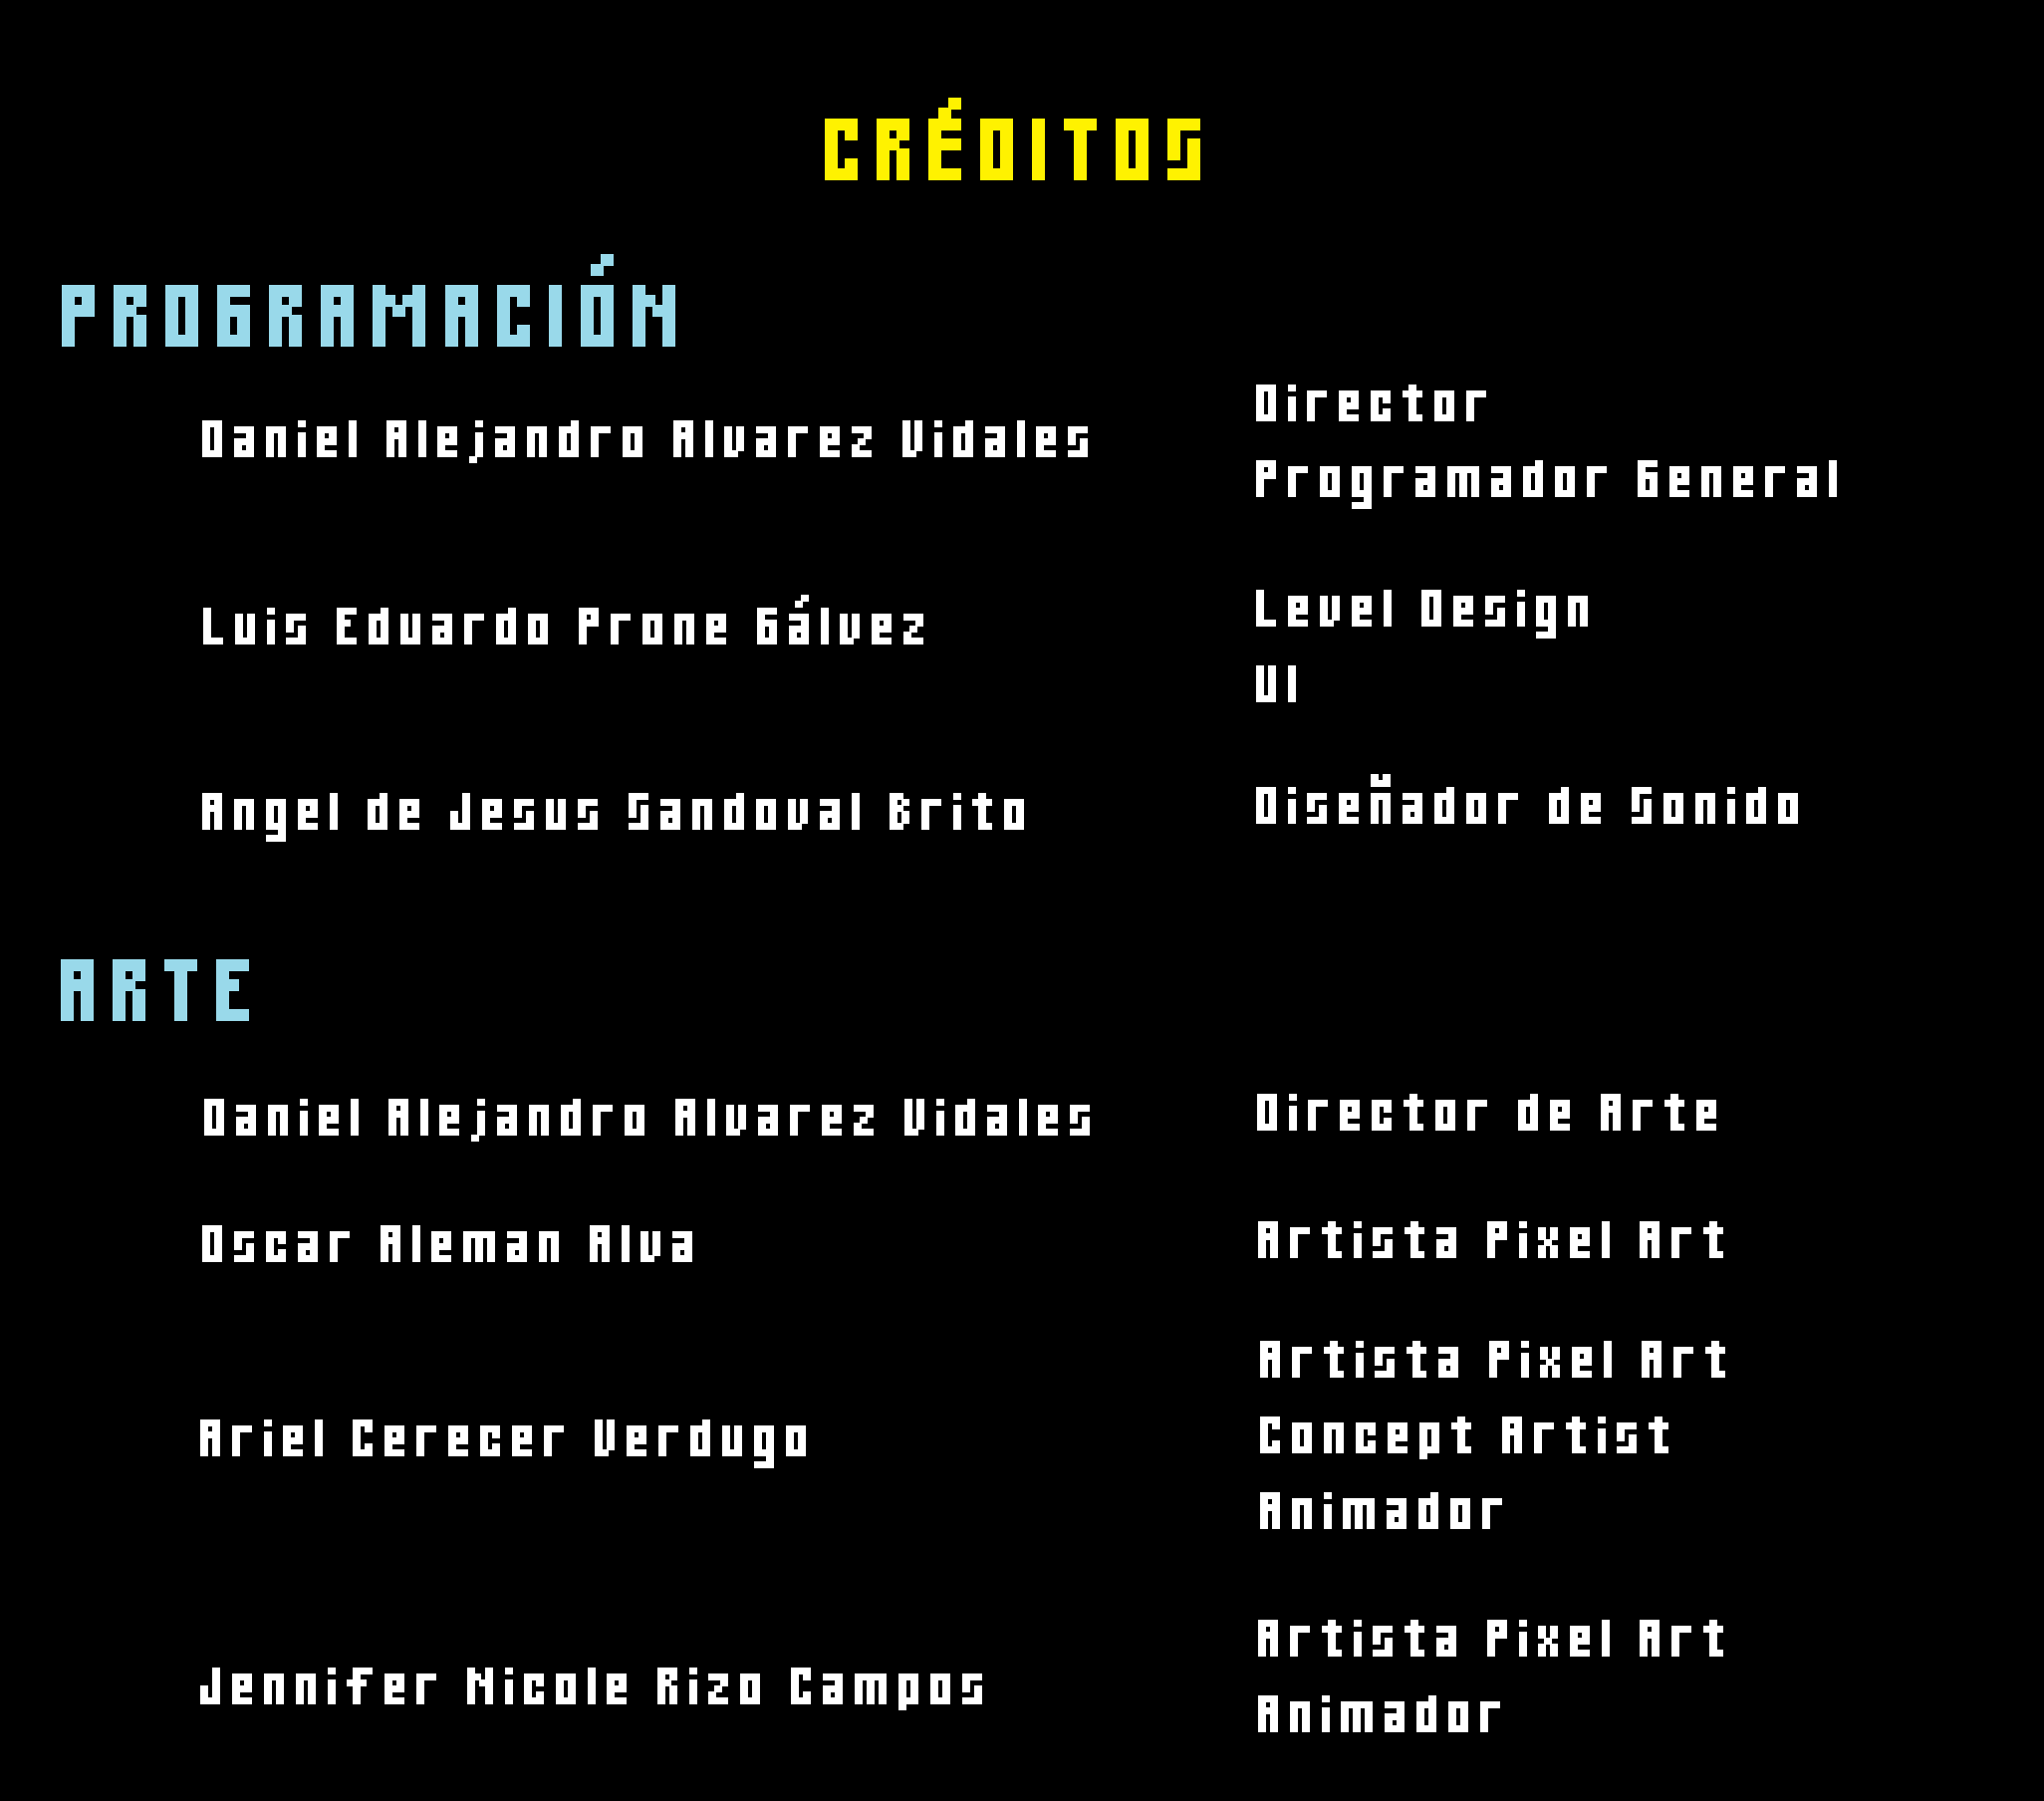 CRÉDITOS
PROGRAMACIÓN
Daniel Alejandro Alvarez Vidales
Director
Programador General
Luis Eduardo Prone Gálvez
Level Design
UI
Angel de Jesus Sandoval Brito
Diseñador de Sonido
ARTE
Daniel Alejandro Alvarez Vidales
Director de Arte
Oscar Aleman Alva
Artista Pixel Art
Ariel Cerecer Verdugo
Artista Pixel Art
Concept Artist
Animador
Jennifer Nicole Rizo Campos
Artista Pixel Art
Animador